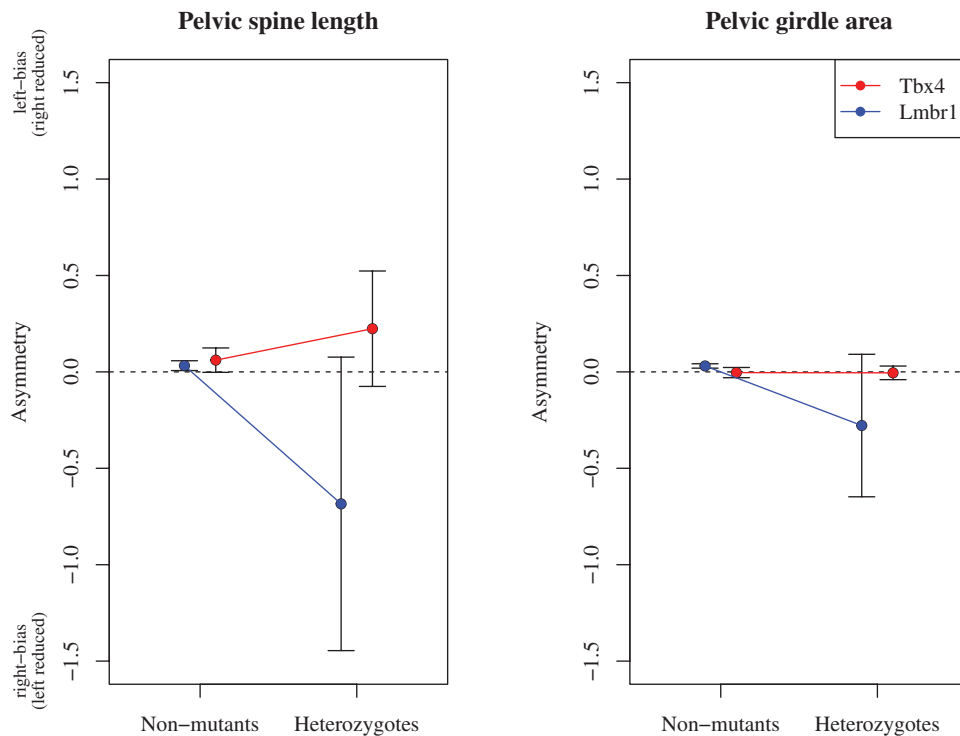 Pelvic spine length
Pelvic girdle area
left−bias
(right reduced)
Asymmetry
right−bias
(left reduced)
1.5
1.0
0.5
0.0
−0.5
−1.0
−1.5
Non−mutants
Heterozygotes
Asymmetry
1.5
1.0
0.5
0.0
−0.5
−1.0
−1.5
Tbx4
Lmbr1
Non−mutants
Heterozygotes